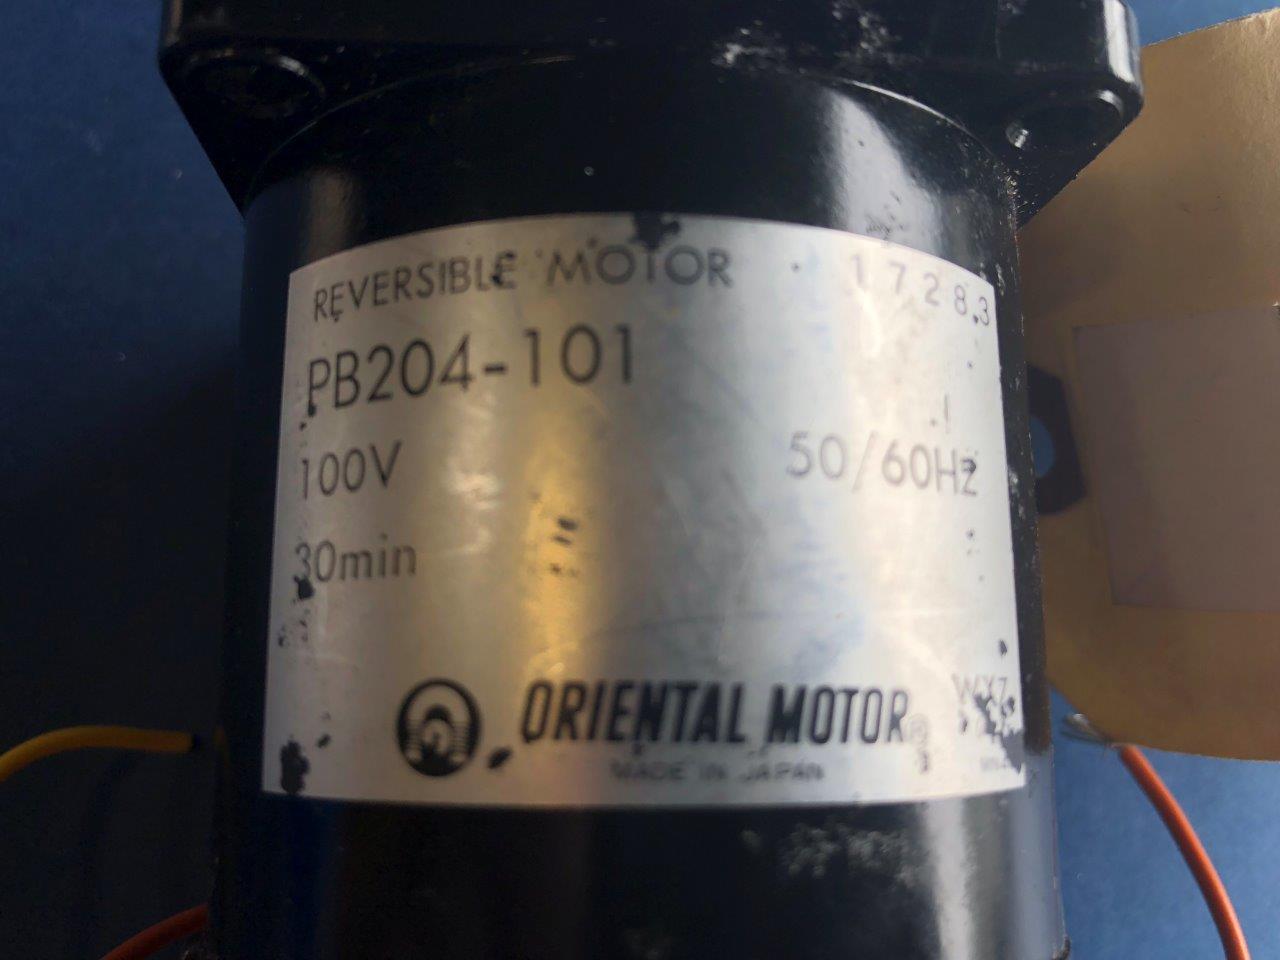 REVERSIBLE MOTOR 17283
PB204-101
100V 50/60HZ
30min
ORIENTAL MOTOR®
MADE IN JAPAN